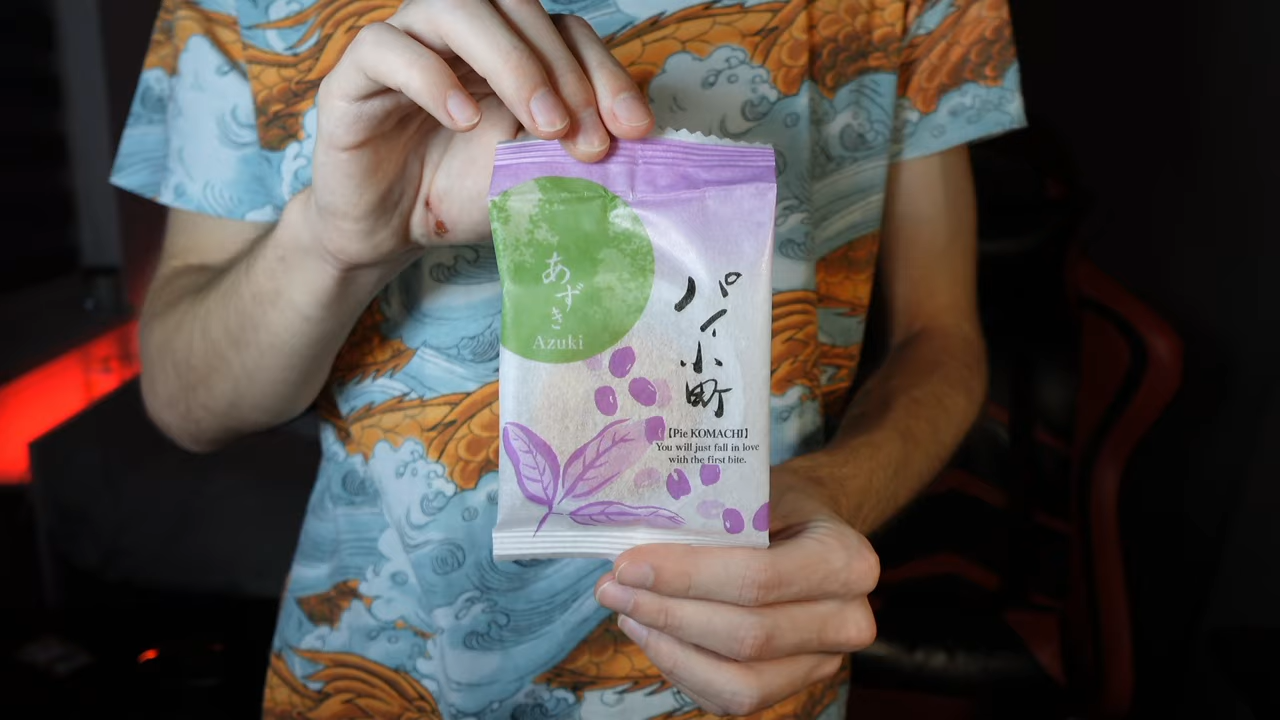 あずき
Azuki
パイ小町
【Pie KOMACHI】
You will just fall in love
with the first bite.